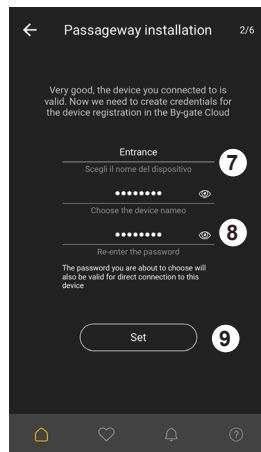 Passageway installation 2/6
Very good, the device you connected to is
valid. Now we need to create credentials for
the device registration in the By-gate Cloud
Entrance
7
Scegli il nome del dispositivo
••••••••
Choose the device nameo
8
••••••••
Re-enter the password
The password you are about to choose will
also be valid for direct connection to this
device
Set
9
?